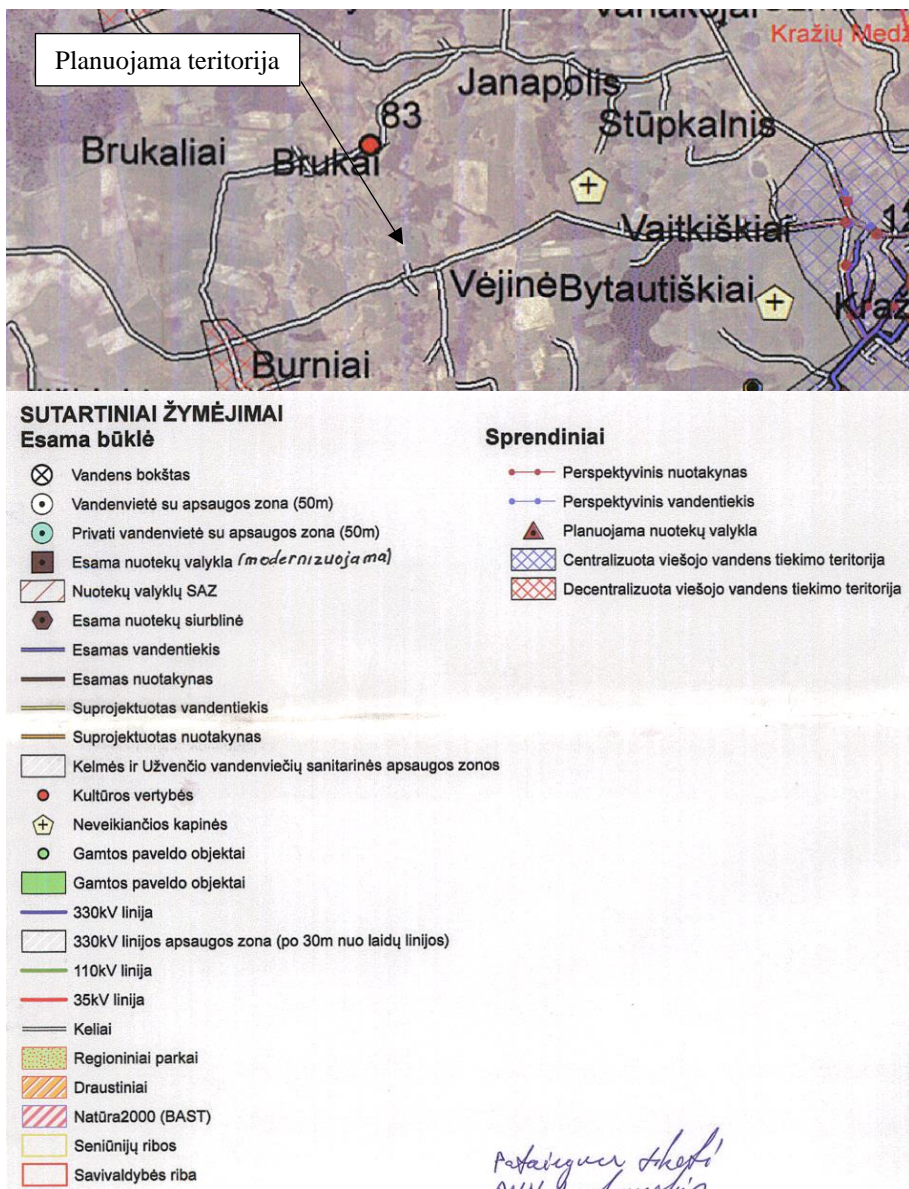 Kražių Medž
Planuojama teritorija
Janapolis
83
Stūpkalnis
Brukaliai
Brukai
Vaitkiškiai
12
Vėjinė
Bytautiškiai
Kraž
Burniai
SUTARTINIAI ŽYMĖJIMAI
Esama būklė
Vandens bokštas
Vandenvietė su apsaugos zona (50m)
Privati vandenvietė su apsaugos zona (50m)
Esama nuotekų valykla (modernizuojama)
Nuotekų valyklų SAZ
Esama nuotekų siurblinė
Esamas vandentiekis
Esamas nuotakynas
Suprojektuotas vandentiekis
Suprojektuotas nuotakynas
Kelmės ir Užvenčio vandenviečių sanitarinės apsaugos zonos
Kultūros vertybės
Neveikiančios kapinės
Gamtos paveldo objektai
Gamtos paveldo objektai
330kV linija
330kV linijos apsaugos zona (po 30m nuo laidų linijos)
110kV linija
35kV linija
Keliai
Regioniniai parkai
Draustiniai
Natūra2000 (BAST)
Seniūnijų ribos
Savivaldybės riba
Sprendiniai
Perspektyvinis nuotakynas
Perspektyvinis vandentiekis
Planuojama nuotekų valykla
Centralizuota viešojo vandens tiekimo teritorija
Decentralizuota viešojo vandens tiekimo teritorija